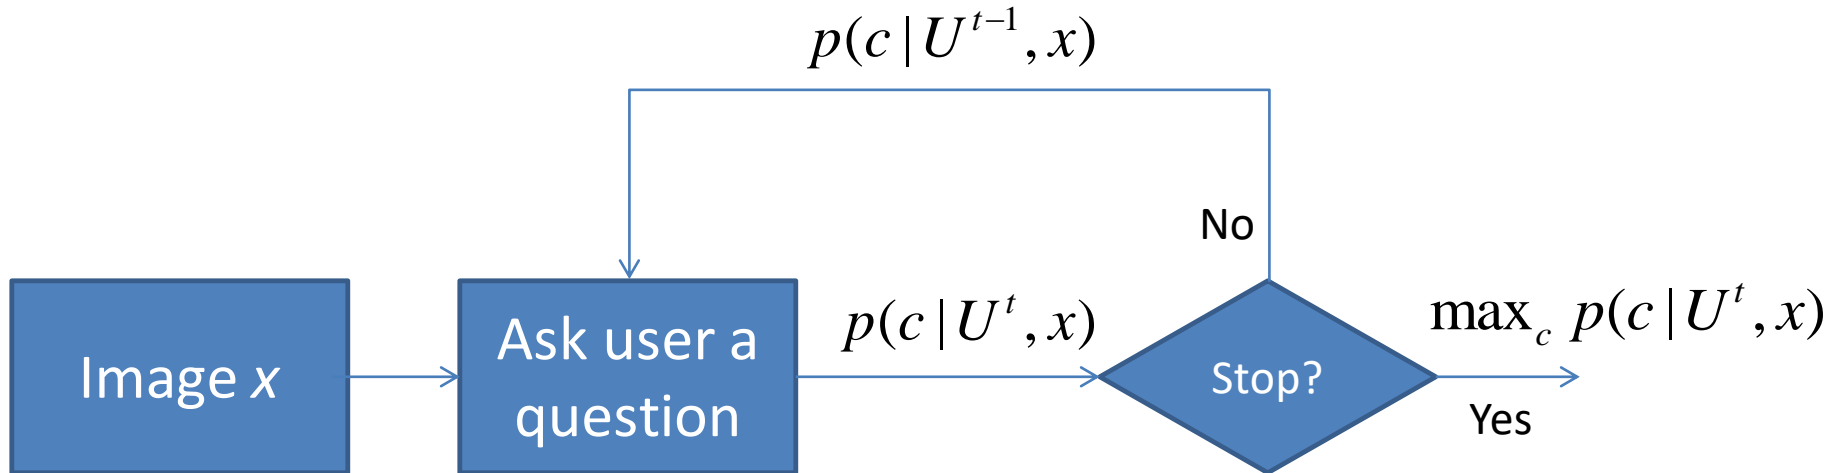 p(c | U^{t-1}, x)
No
Image x
Ask user a
question
p(c | U^t, x)
Stop?
max_c p(c | U^t, x)
Yes